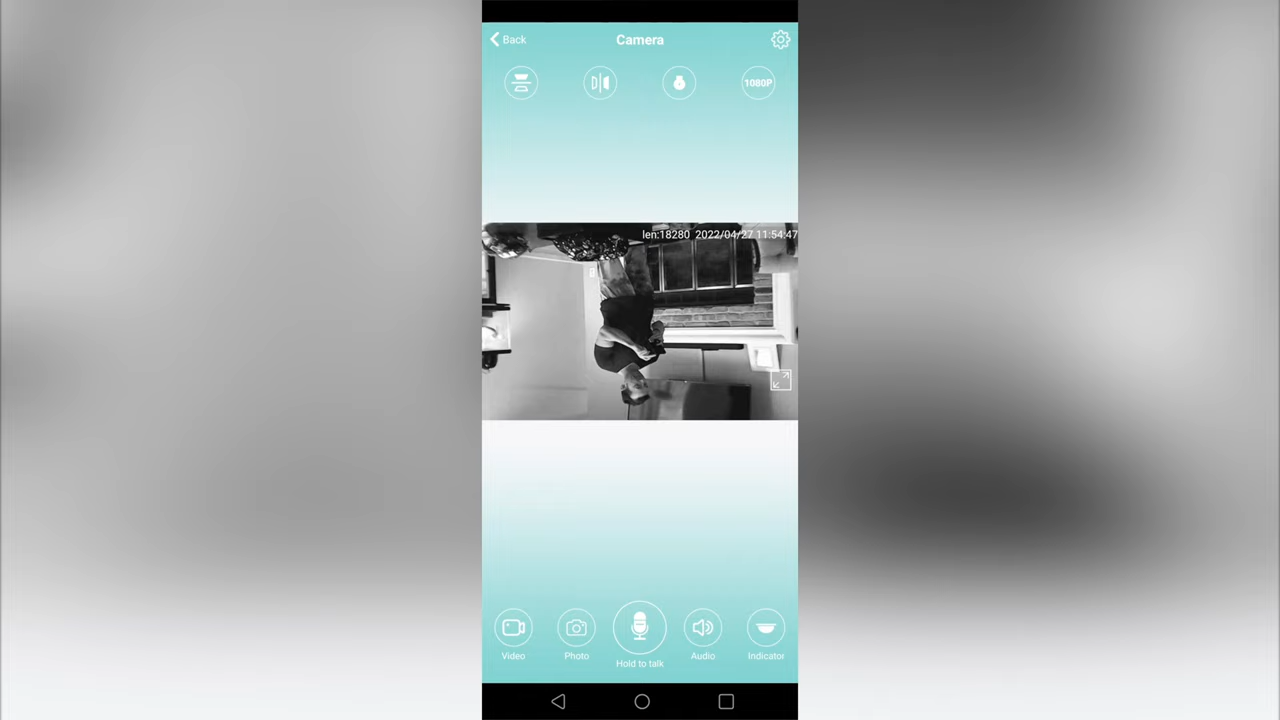 Back
Camera
1080P
len:18280 2022/04/27 11:54:47
Video
Photo
Hold to talk
Audio
Indicator